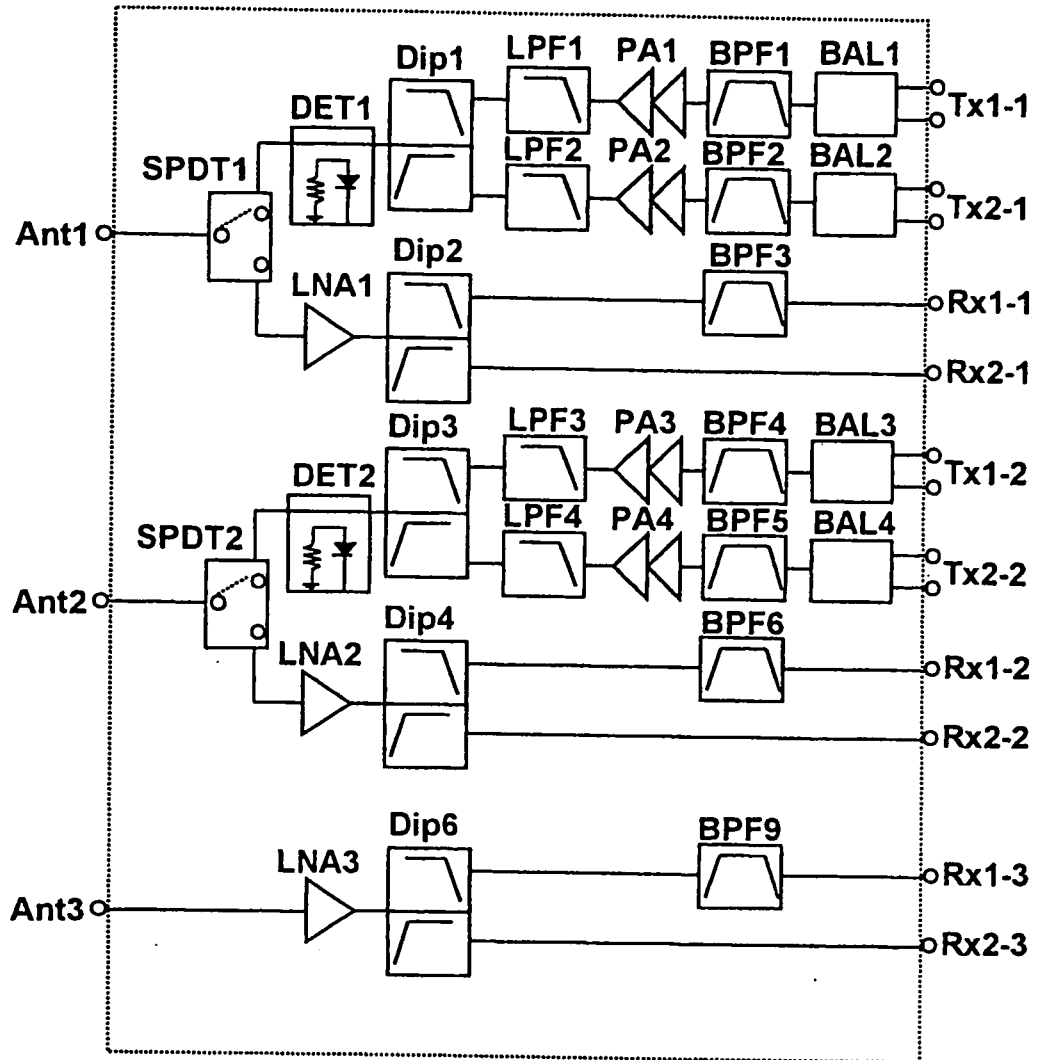 Dip1 LPF1 PA1 BPF1 BAL1
DET1 Tx1-1
SPDT1 LPF2 PA2 BPF2 BAL2
Tx2-1
Ant1
Dip2 BPF3
LNA1 Rx1-1
Rx2-1
Dip3 LPF3 PA3 BPF4 BAL3
DET2 Tx1-2
SPDT2 LPF4 PA4 BPF5 BAL4
Tx2-2
Ant2
Dip4 BPF6
LNA2 Rx1-2
Rx2-2
Dip6 BPF9
LNA3 Rx1-3
Ant3
Rx2-3